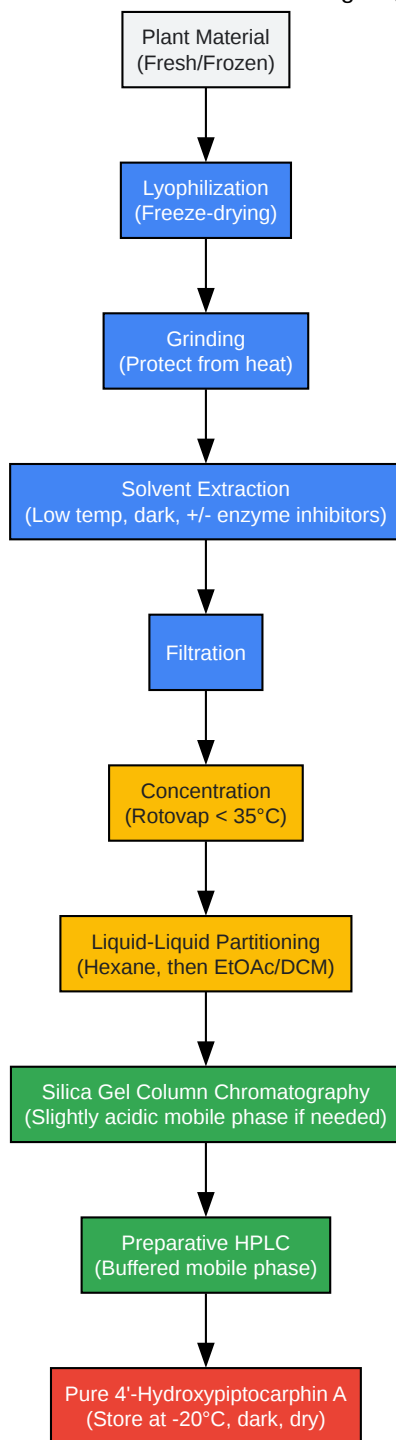 Plant Material
(Fresh/Frozen)
Lyophilization
(Freeze-drying)
Grinding
(Protect from heat)
Solvent Extraction
(Low temp, dark, +/- enzyme inhibitors)
Filtration
Concentration
(Rotovap < 35°C)
Liquid-Liquid Partitioning
(Hexane, then EtOAc/DCM)
Silica Gel Column Chromatography
(Slightly acidic mobile phase if needed)
Preparative HPLC
(Buffered mobile phase)
Pure 4'-Hydroxypiptocarphin A
(Store at -20°C, dark, dry)